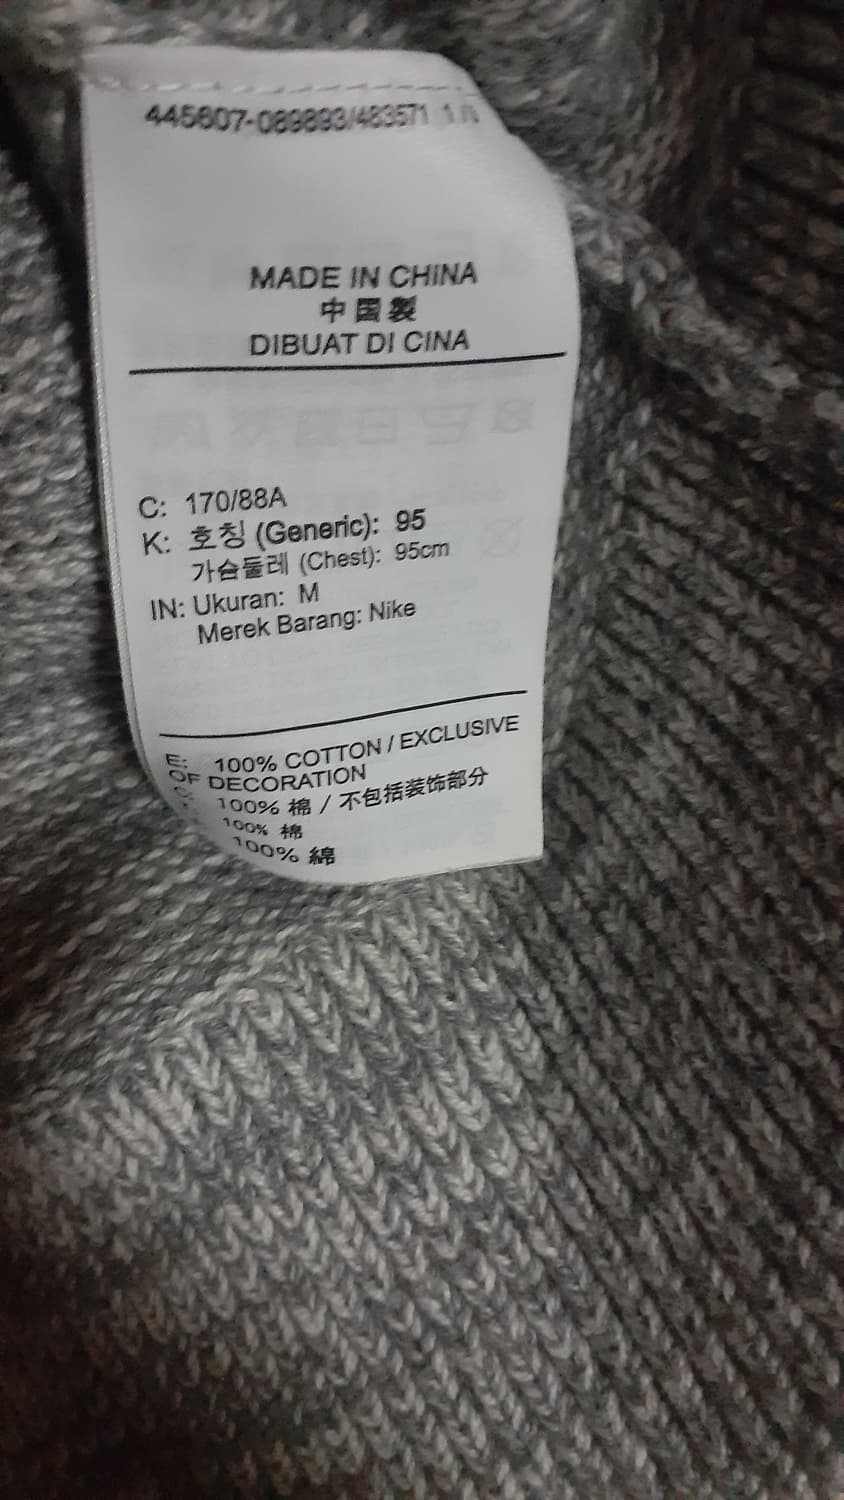 445607-089893/483571
MADE IN CHINA
中国製
DIBUAT DI CINA
C: 170/88A
K: 호칭 (Generic): 95
가슴둘레 (Chest): 95cm
IN: Ukuran: M
Merek Barang: Nike
E: 100% COTTON / EXCLUSIVE
OF DECORATION
C: 100% 棉 / 不包括装饰部分
100% 棉
100% 綿